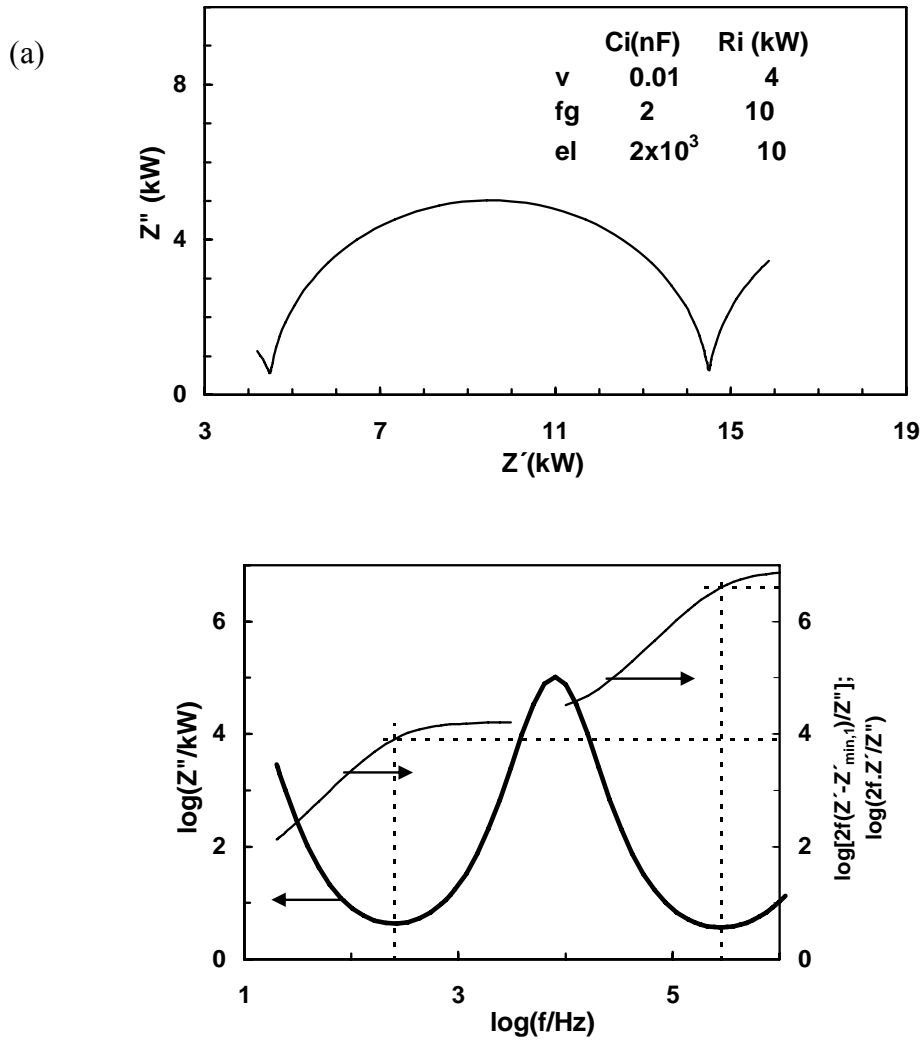 (a)
Ci(nF) Ri (kW)
v 0.01 4
fg 2 10
el 2x10³ 10
8
4
0
Z" (kW)
3 7 11 15 19
Z´(kW)
6
4
2
0
log(Z"/kW)
6
4
2
0
log[2f(Z´-Z´min,1)/Z"];
log(2f.Z´/Z")
1 3 5
log(f/Hz)